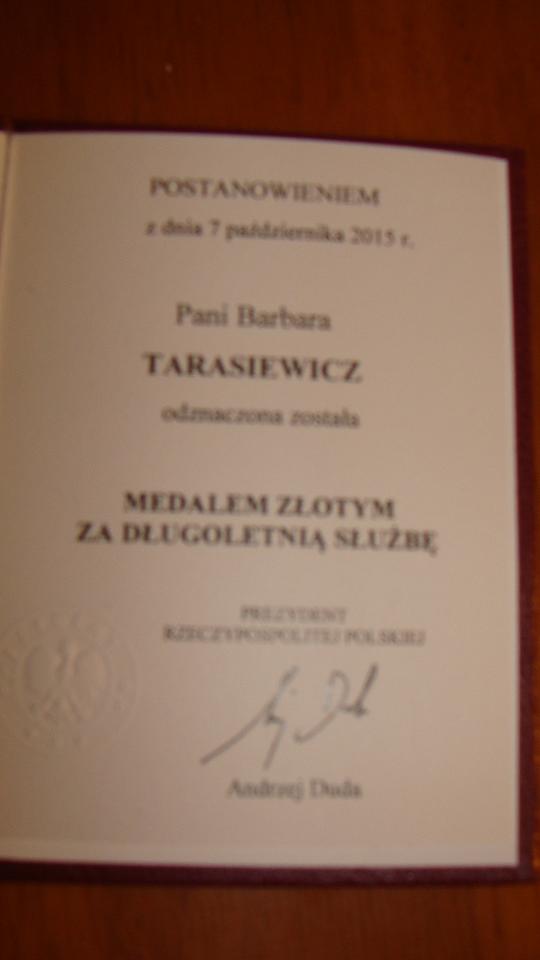 POSTANOWIENIEM
z dnia 7 października 2015 r.
Pani Barbara
TARASIEWICZ
odznaczona została
MEDALEM ZŁOTYM
ZA DŁUGOLETNIĄ SŁUŻBĘ
PREZYDENT
RZECZYPOSPOLITEJ POLSKIEJ
Andrzej Duda